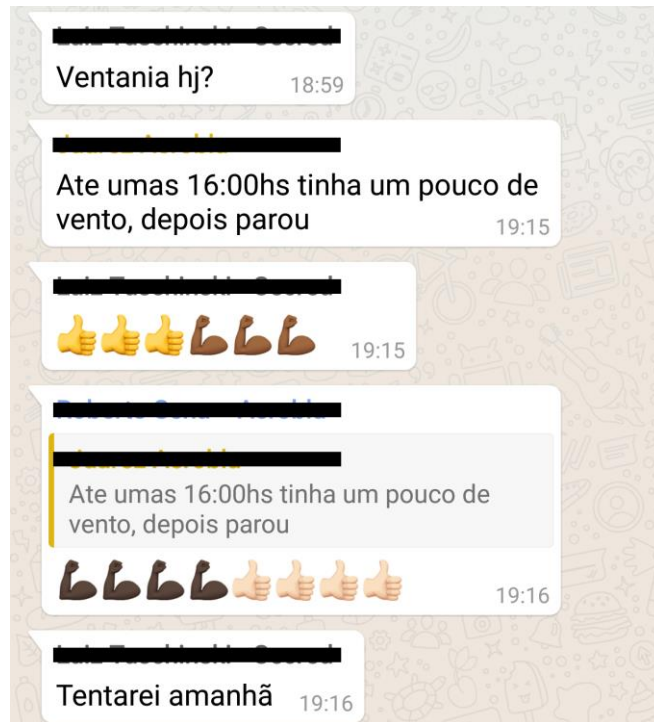 Ventania hj?
18:59
Ate umas 16:00hs tinha um pouco de
vento, depois parou
19:15
👍👍👍💪🏾💪🏾💪🏾
19:15
Ate umas 16:00hs tinha um pouco de
vento, depois parou
💪🏿💪🏿💪🏿💪🏿👍🏻👍🏻👍🏻👍🏻
19:16
Tentarei amanhã
19:16